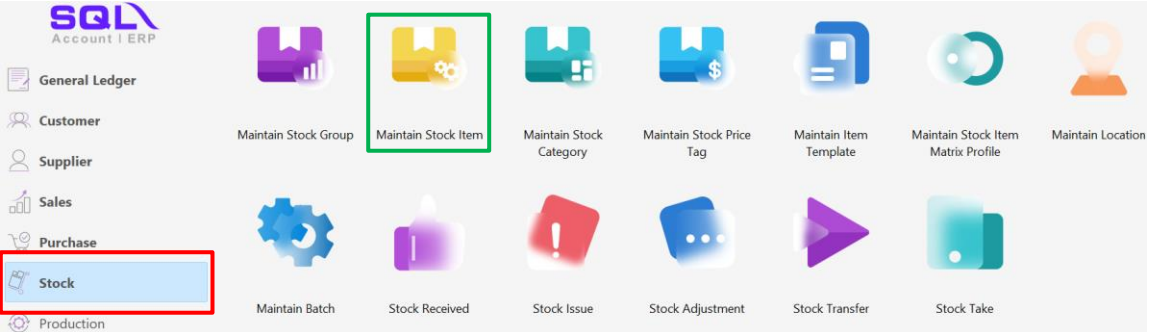 SQL
Account | ERP
General Ledger
Customer
Supplier
Sales
Purchase
Stock
Production
Maintain Stock Group
Maintain Stock Item
Maintain Stock
Category
Maintain Stock Price
Tag
Maintain Item
Template
Maintain Stock Item
Matrix Profile
Maintain Location
Maintain Batch
Stock Received
Stock Issue
Stock Adjustment
Stock Transfer
Stock Take